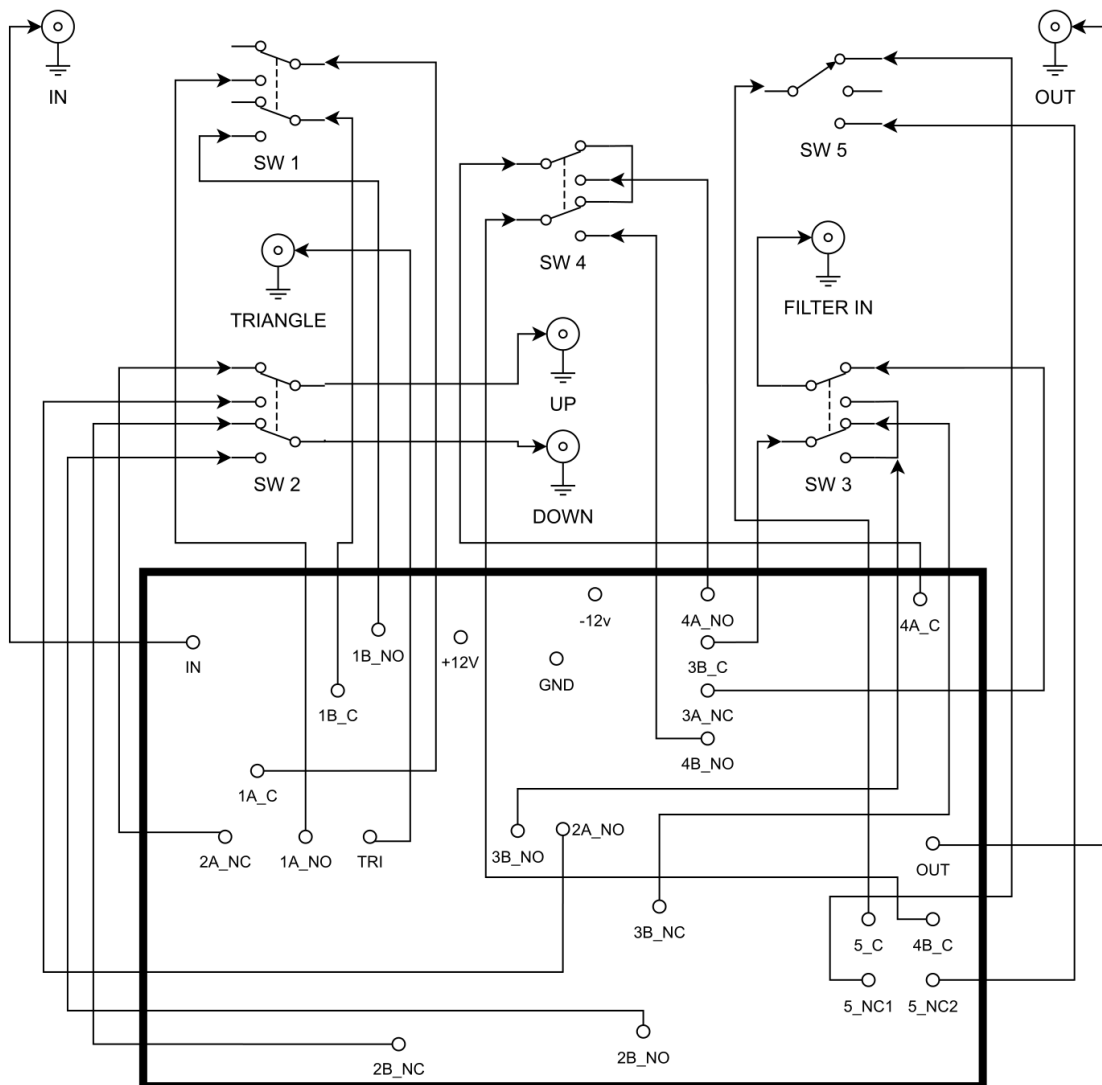 IN
OUT
SW 1
SW 5
SW 4
TRIANGLE
FILTER IN
UP
SW 2
SW 3
DOWN
-12v
4A_NO
4A_C
IN
1B_NO
+12V
3B_C
GND
1B_C
3A_NC
4B_NO
1A_C
2A_NC
1A_NO
TRI
3B_NO
2A_NO
OUT
3B_NC
5_C
4B_C
5_NC1
5_NC2
2B_NC
2B_NO